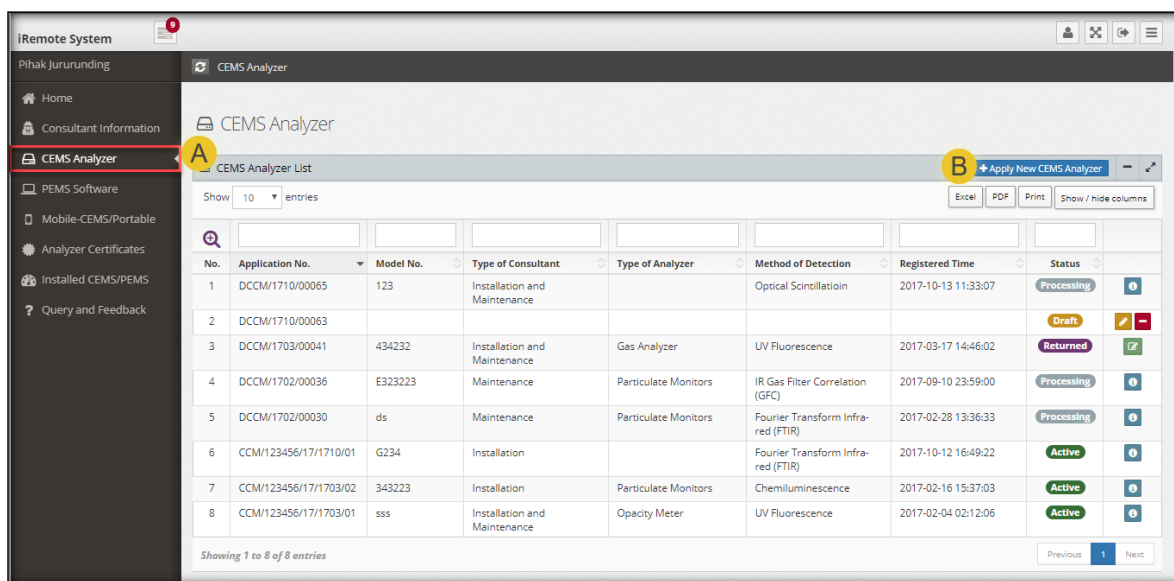 iRemote System 9
Pihak Jururunding
CEMS Analyzer
Home
Consultant Information
CEMS Analyzer
PEMS Software
Mobile-CEMS/Portable
Analyzer Certificates
Installed CEMS/PEMS
Query and Feedback
CEMS Analyzer
A
CEMS Analyzer List
B
Apply New CEMS Analyzer
Show 10 entries
Excel PDF Print Show / hide columns
No. Application No. Model No. Type of Consultant Type of Analyzer Method of Detection Registered Time Status
1 DCCM/1710/00065 123 Installation and Optical Scintillatioin 2017-10-13 11:33:07 Processing
Maintenance
2 DCCM/1710/00063 Draft
3 DCCM/1703/00041 434232 Installation and Gas Analyzer UV Fluorescence 2017-03-17 14:46:02 Returned
Maintenance
4 DCCM/1702/00036 E323223 Maintenance Particulate Monitors IR Gas Filter Correlation 2017-09-10 23:59:00 Processing
(GFC)
5 DCCM/1702/00030 ds Maintenance Particulate Monitors Fourier Transform Infra- 2017-02-28 13:36:33 Processing
red (FTIR)
6 CCM/123456/17/1710/01 G234 Installation Fourier Transform Infra- 2017-10-12 16:49:22 Active
red (FTIR)
7 CCM/123456/17/1703/02 343223 Installation Particulate Monitors Chemiluminescence 2017-02-16 15:37:03 Active
8 CCM/123456/17/1703/01 sss Installation and Opacity Meter UV Fluorescence 2017-02-04 02:12:06 Active
Maintenance
Showing 1 to 8 of 8 entries
Previous 1 Next